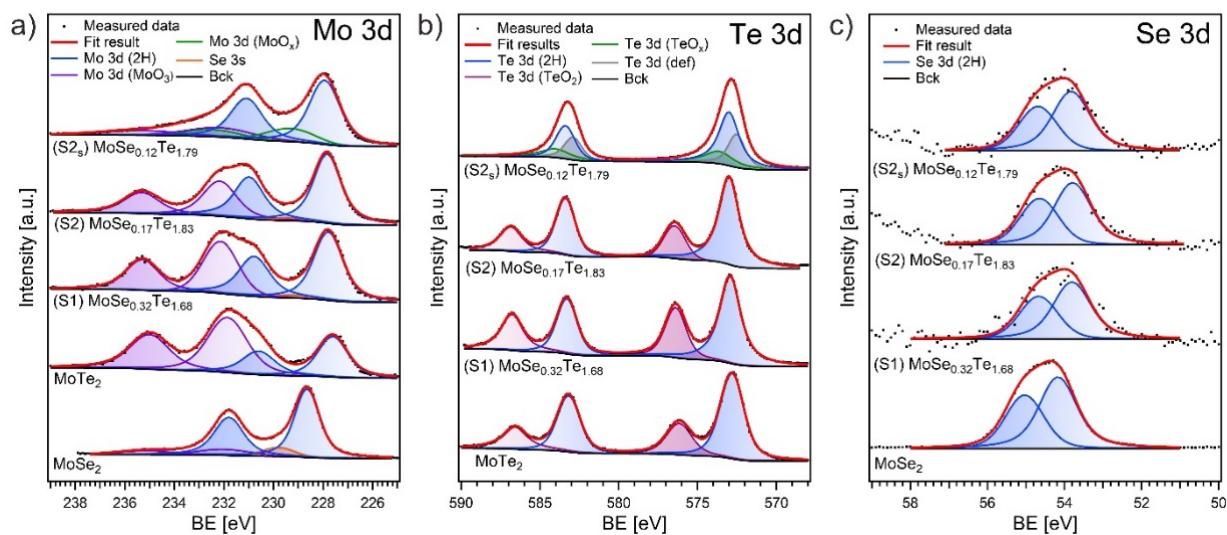 a)
Measured data
Fit result
Mo 3d (2H)
Mo 3d (MoO₃)
Mo 3d (MoOₓ)
Se 3s
Bck
Mo 3d
(S2ₛ) MoSe₀.₁₂Te₁.₇₉
(S2) MoSe₀.₁₇Te₁.₈₃
(S1) MoSe₀.₃₂Te₁.₆₈
MoTe₂
MoSe₂
Intensity [a.u.]
238 236 234 232 230 228 226
BE [eV]
b)
Measured data
Fit results
Te 3d (2H)
Te 3d (TeO₂)
Te 3d (TeOₓ)
Te 3d (def)
Bck
Te 3d
(S2ₛ) MoSe₀.₁₂Te₁.₇₉
(S2) MoSe₀.₁₇Te₁.₈₃
(S1) MoSe₀.₃₂Te₁.₆₈
MoTe₂
Intensity [a.u.]
590 585 580 575 570
BE [eV]
c)
Measured data
Fit result
Se 3d (2H)
Bck
Se 3d
(S2ₛ) MoSe₀.₁₂Te₁.₇₉
(S2) MoSe₀.₁₇Te₁.₈₃
(S1) MoSe₀.₃₂Te₁.₆₈
MoSe₂
Intensity [a.u.]
58 56 54 52 50
BE [eV]